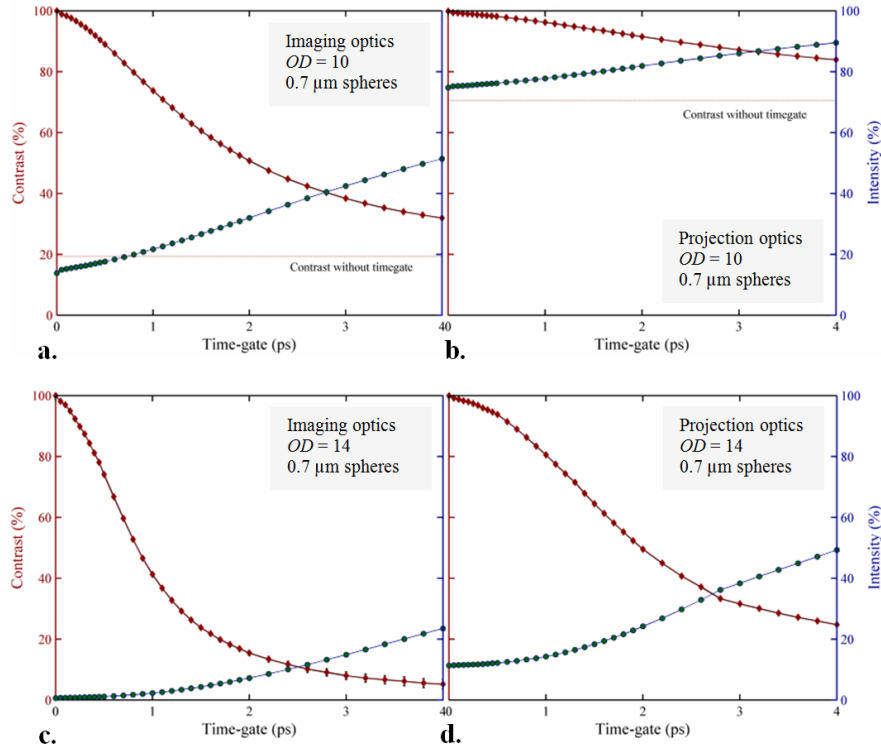 100
80
60
40
20
0
Contrast (%)
Imaging optics
OD = 10
0.7 µm spheres
Contrast without timegate
0 1 2 3 40
Time-gate (ps)
a.
100
80
60
40
20
0
Intensity (%)
Contrast without timegate
Projection optics
OD = 10
0.7 µm spheres
1 2 3 4
Time-gate (ps)
b.
100
80
60
40
20
0
Contrast (%)
Imaging optics
OD = 14
0.7 µm spheres
0 1 2 3 40
Time-gate (ps)
c.
100
80
60
40
20
0
Intensity (%)
Projection optics
OD = 14
0.7 µm spheres
1 2 3 4
Time-gate (ps)
d.